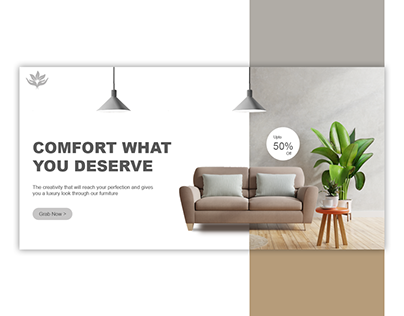 COMFORT WHAT
YOU DESERVE
The creativity that will reach your perfection and gives
you a luxury look through our furniture
Grab Now >
Upto
50%
Off